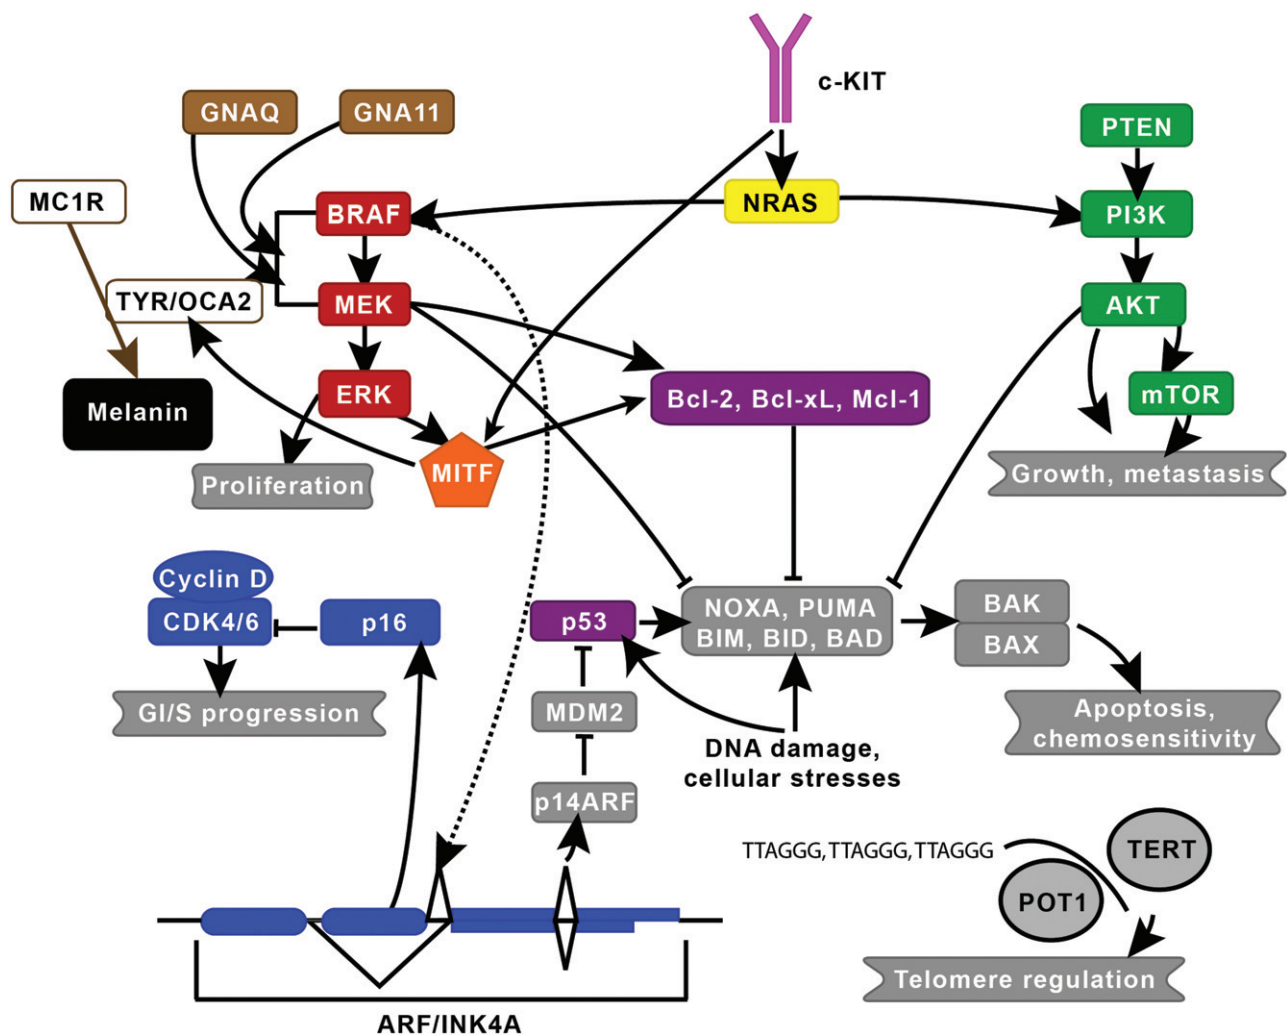 c-KIT
GNAQ
GNA11
PTEN
MC1R
BRAF
NRAS
PI3K
TYR/OCA2
MEK
AKT
Melanin
ERK
Bcl-2, Bcl-xL, Mcl-1
mTOR
MITF
Proliferation
Growth, metastasis
Cyclin D
CDK4/6
p16
p53
NOXA, PUMA
BIM, BID, BAD
BAK
BAX
GI/S progression
MDM2
DNA damage,
cellular stresses
Apoptosis,
chemosensitivity
p14ARF
TTAGGG,TTAGGG,TTAGGG
TERT
POT1
Telomere regulation
ARF/INK4A